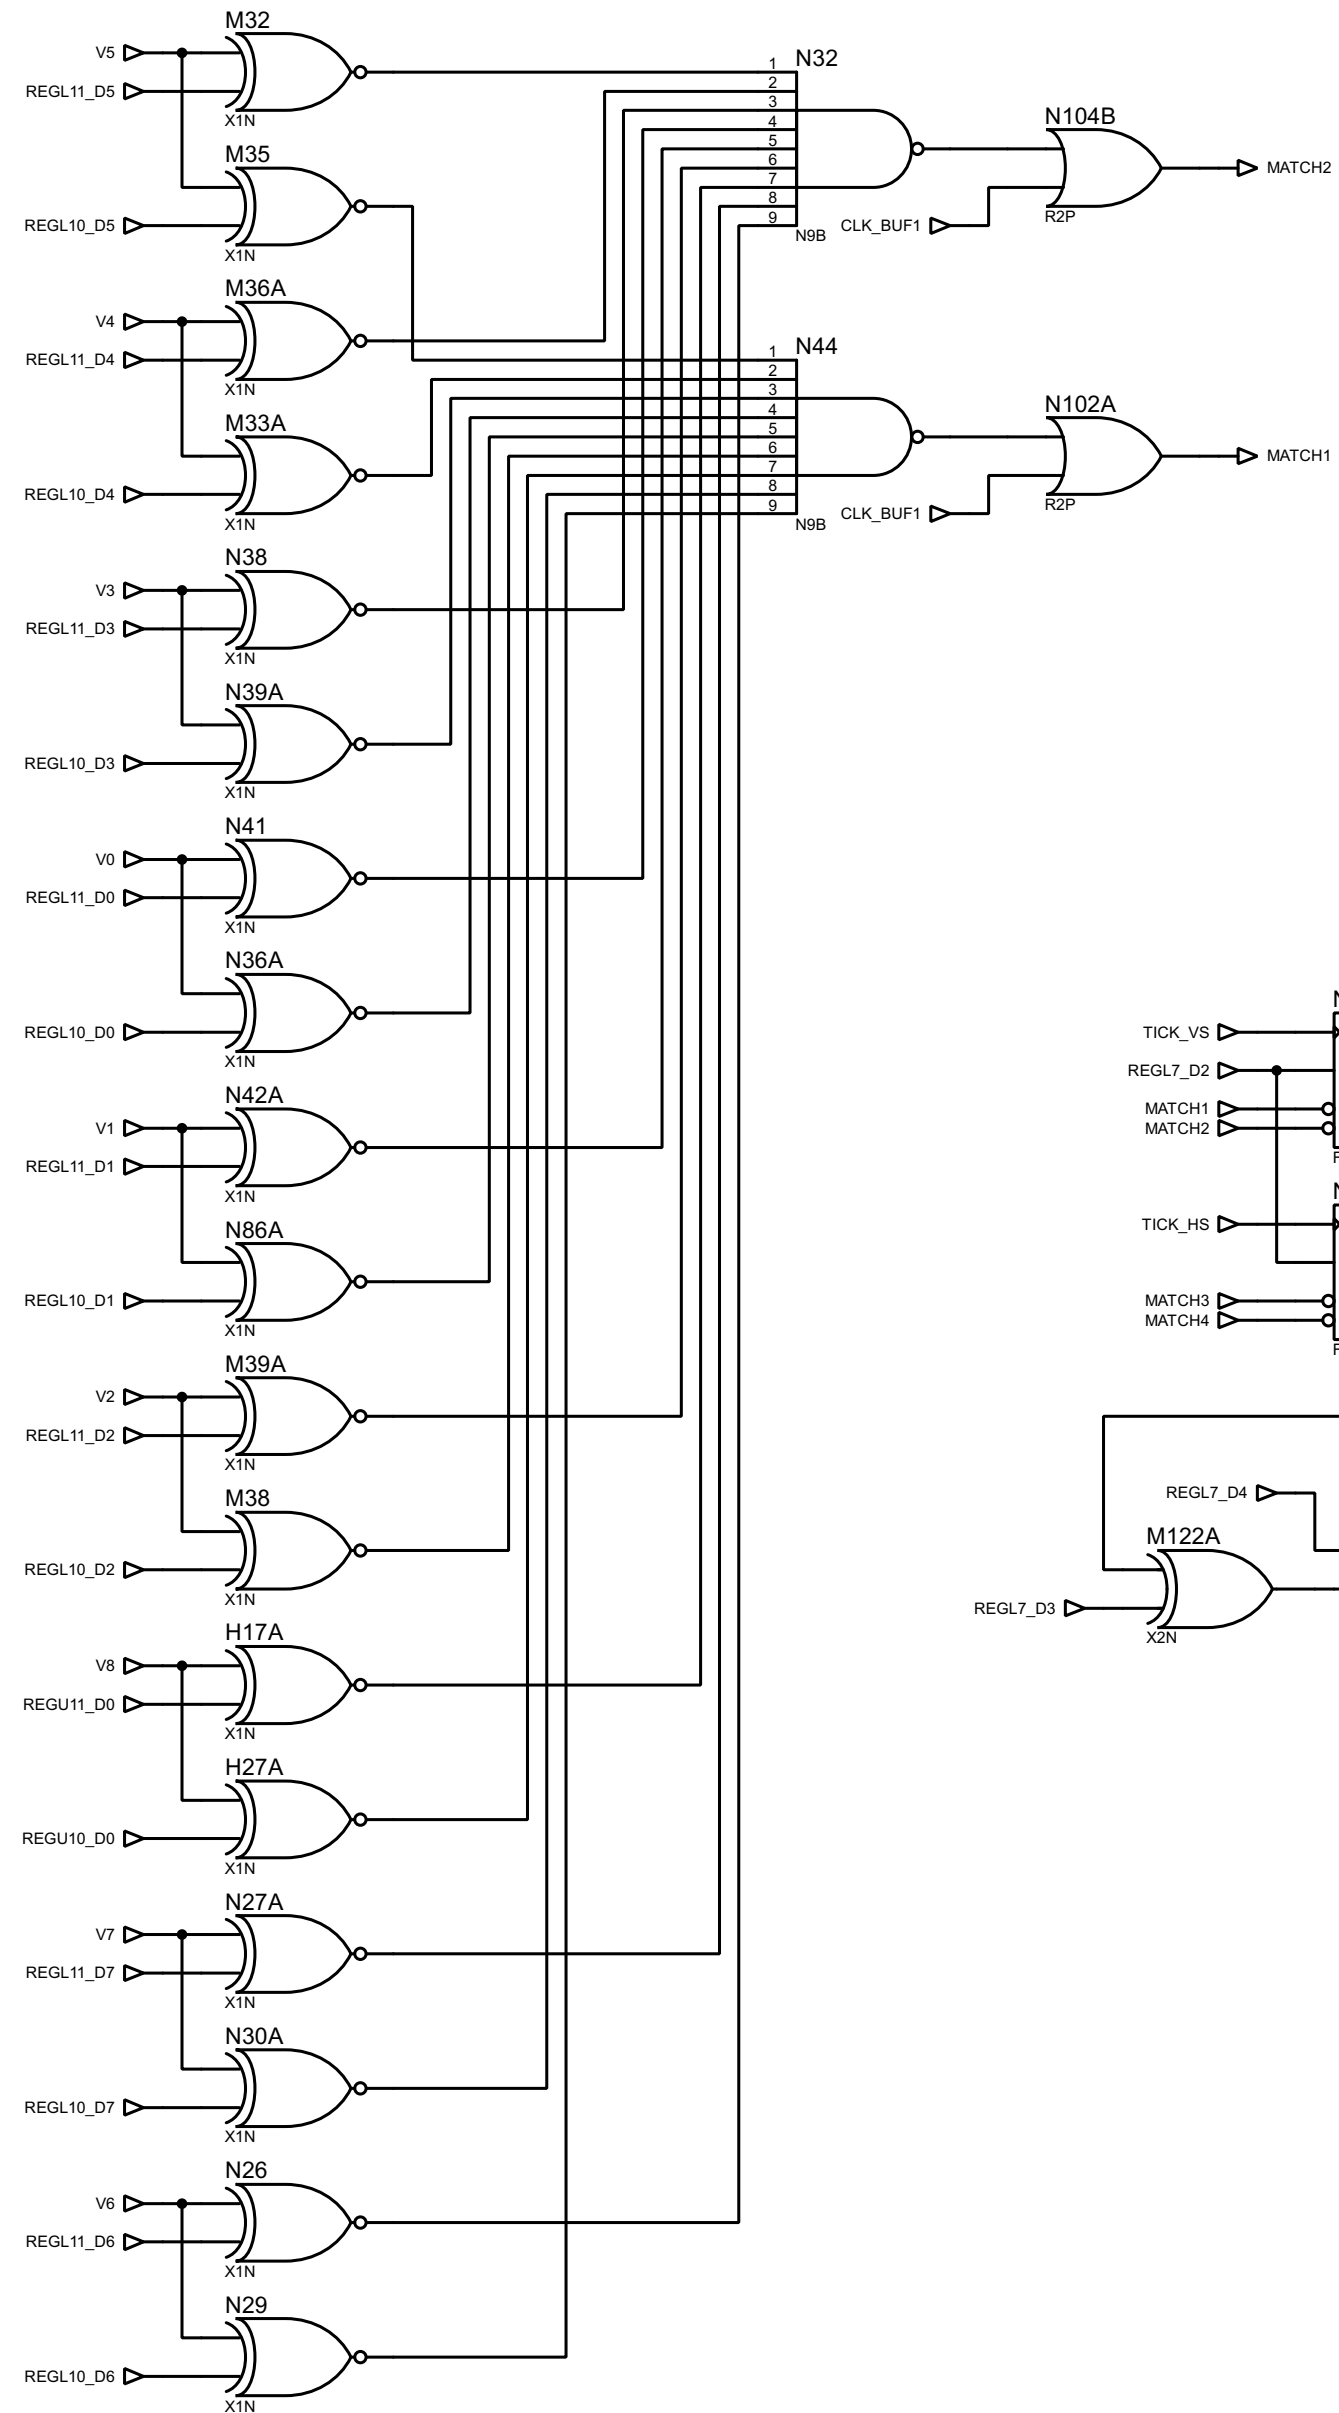 M32
V5
REGL11_D5
X1N
M35
REGL10_D5
X1N
M36A
V4
REGL11_D4
X1N
M33A
REGL10_D4
X1N
N38
V3
REGL11_D3
X1N
N39A
REGL10_D3
X1N
N41
V0
REGL11_D0
X1N
N36A
REGL10_D0
X1N
N42A
V1
REGL11_D1
X1N
N86A
REGL10_D1
X1N
M39A
V2
REGL11_D2
X1N
M38
REGL10_D2
X1N
H17A
V8
REGU11_D0
X1N
H27A
REGU10_D0
X1N
N27A
V7
REGL11_D7
X1N
N30A
REGL10_D7
X1N
N26
V6
REGL11_D6
X1N
N29
REGL10_D6
X1N
N32
1
2
3
4
5
6
7
8
9
N9B
N104B
CLK_BUF1
R2P
MATCH2
N44
1
2
3
4
5
6
7
8
9
N9B
N102A
CLK_BUF1
R2P
MATCH1
TICK_VS
REGL7_D2
MATCH1
MATCH2
TICK_HS
MATCH3
MATCH4
REGL7_D4
M122A
REGL7_D3
X2N